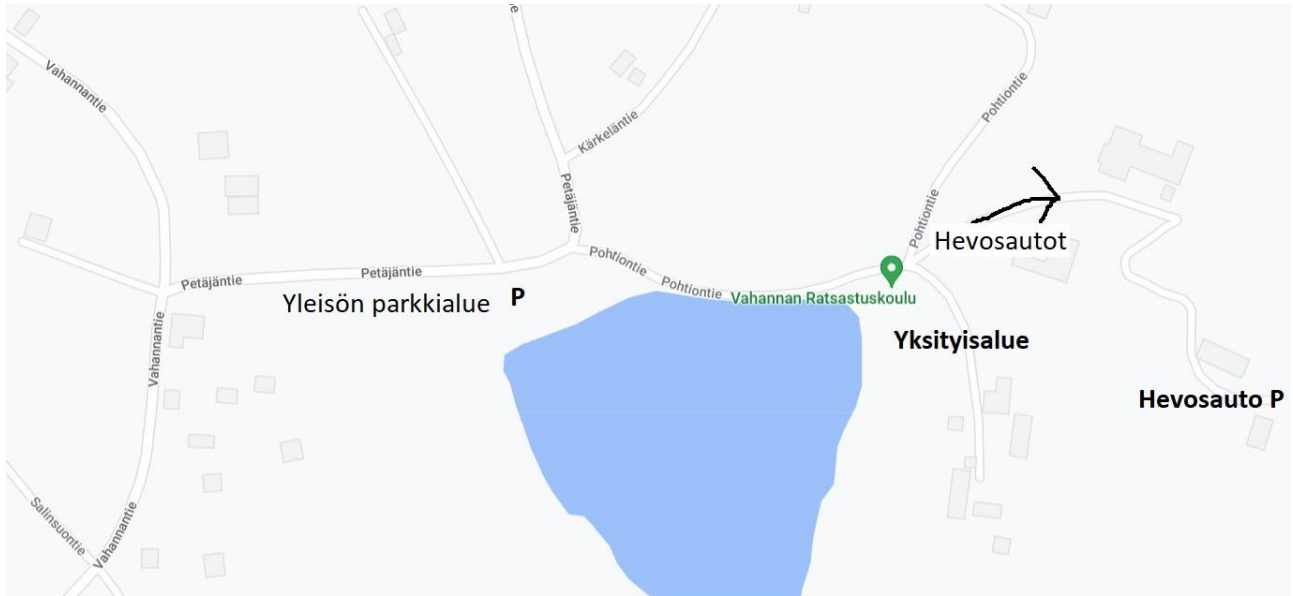 e
Vahannantie
Pohtiontie
Kärkeläntie
Petäjäntie
Pohtiontie
Hevosautot
Pohtiontie
Petäjäntie
Petäjäntie
Pohtiontie
Yleisön parkkialue P
Vahannan Ratsastuskoulu
Yksityisalue
Vahannantie
Hevosauto P
Salinsuontie
Vahannantie